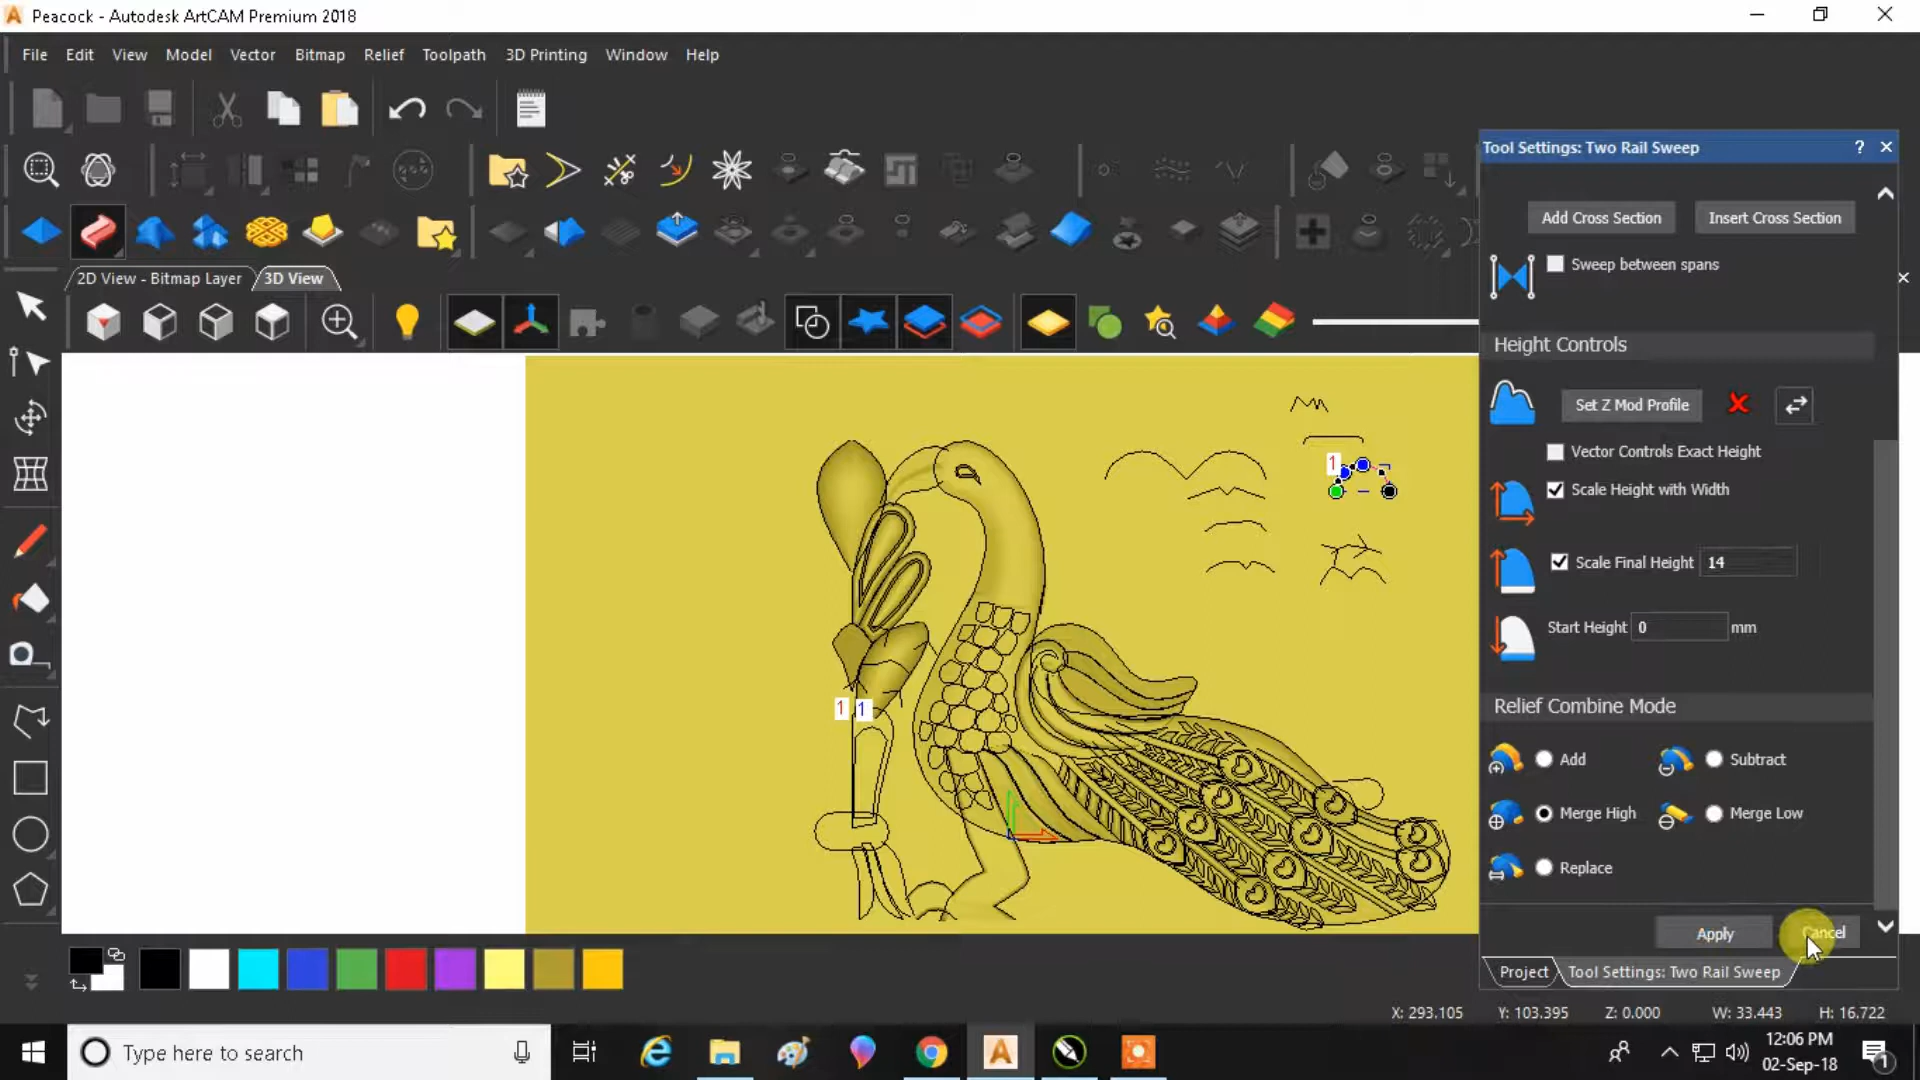 Peacock - Autodesk ArtCAM Premium 2018
File Edit View Model Vector Bitmap Relief Toolpath 3D Printing Window Help
Tool Settings: Two Rail Sweep ?
Add Cross Section Insert Cross Section
Sweep between spans
2D View - Bitmap Layer 3D View
Height Controls
Set Z Mod Profile
Vector Controls Exact Height
1
Scale Height with Width
Scale Final Height 14
Start Height 0 mm
1 1
Relief Combine Mode
Add Subtract
Merge High Merge Low
Replace
Apply Cancel
Project Tool Settings: Two Rail Sweep
X: 293.105 Y: 103.395 Z: 0.000 W: 33.443 H: 16.722
Type here to search
12:06 PM
02-Sep-18
1